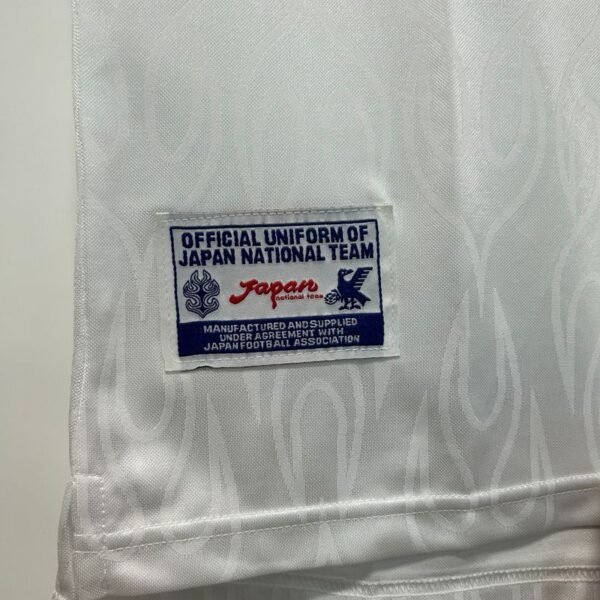 OFFICIAL UNIFORM OF
JAPAN NATIONAL TEAM
Japan
national team
MANUFACTURED AND SUPPLIED
UNDER AGREEMENT WITH
JAPAN FOOTBALL ASSOCIATION